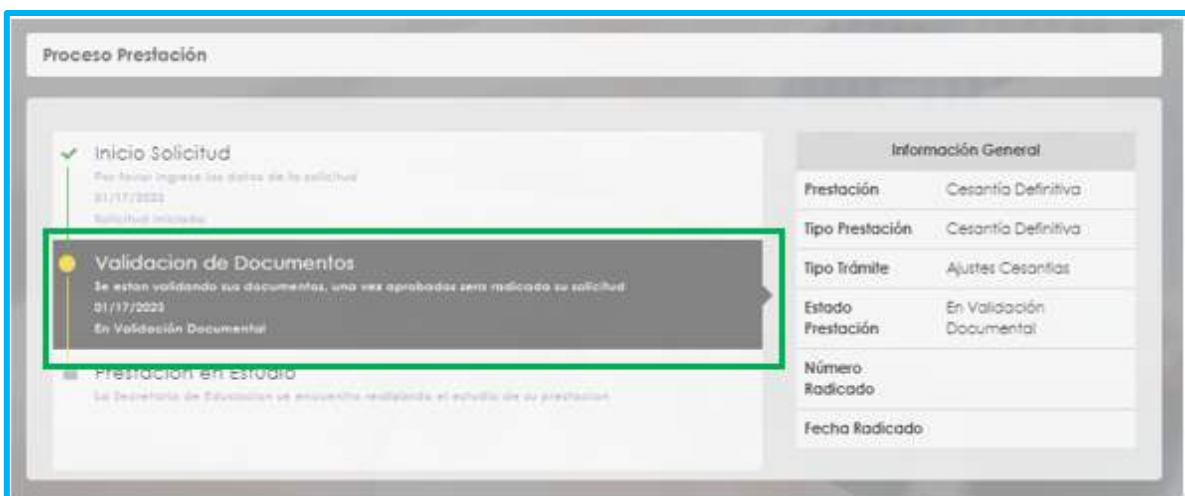 Proceso Prestación
Inicio Solicitud
Por favor ingrese los datos de la solicitud
01/17/2023
Solicitud iniciada
Validacion de Documentos
Se estan validando sus documentos, una vez aprobados sera radicado su solicitud
01/17/2023
En Validación Documental
Prestación en Estudio
La Secretaria de Educacion se encuentra realizando el estudio de su prestacion
Información General
Prestación Cesantía Definitiva
Tipo Prestación Cesantía Definitiva
Tipo Trámite Ajustes Cesantias
Estado Prestación En Validación Documental
Número Radicado
Fecha Radicado